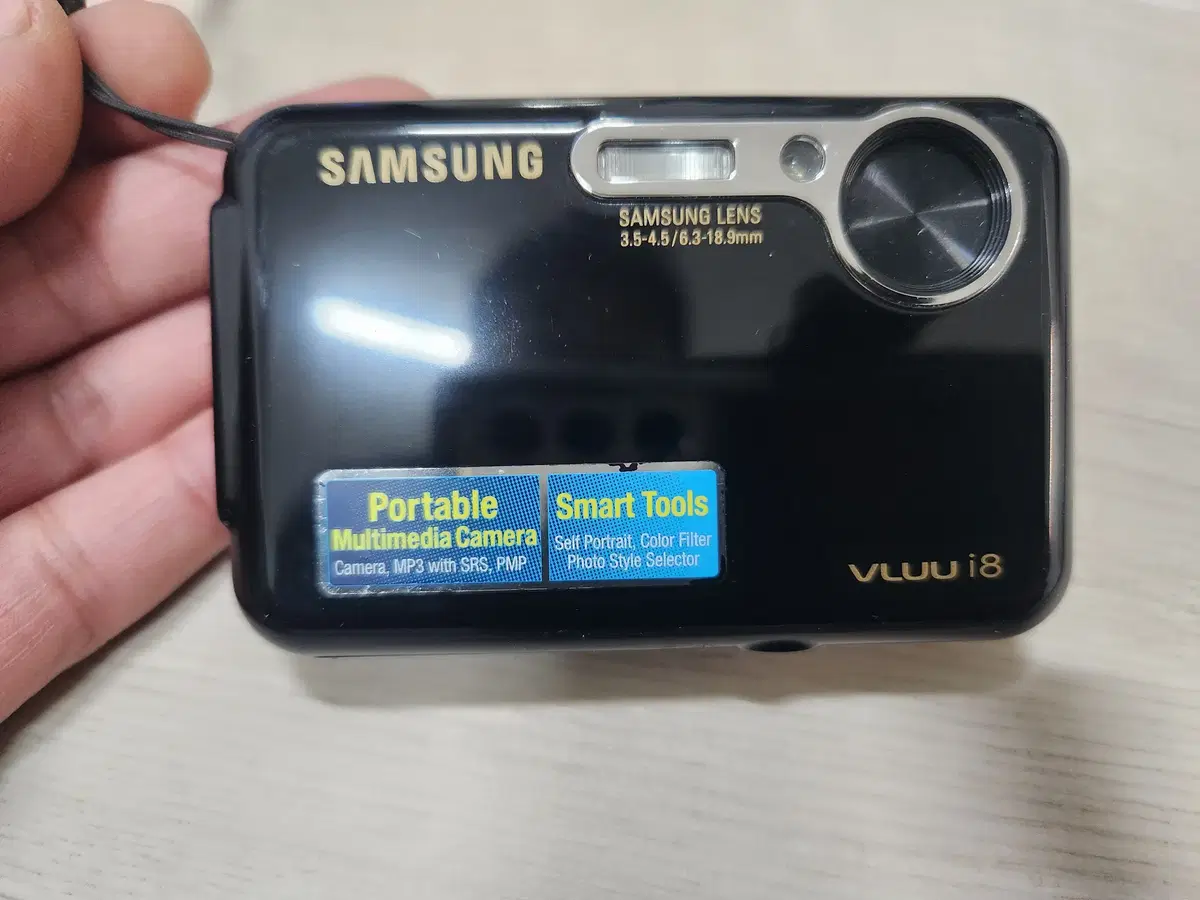 SAMSUNG
SAMSUNG LENS
3.5-4.5/6.3-18.9mm
Portable
Multimedia Camera
Camera, MP3 with SRS, PMP
Smart Tools
Self Portrait, Color Filter
Photo Style Selector
VLUU i8